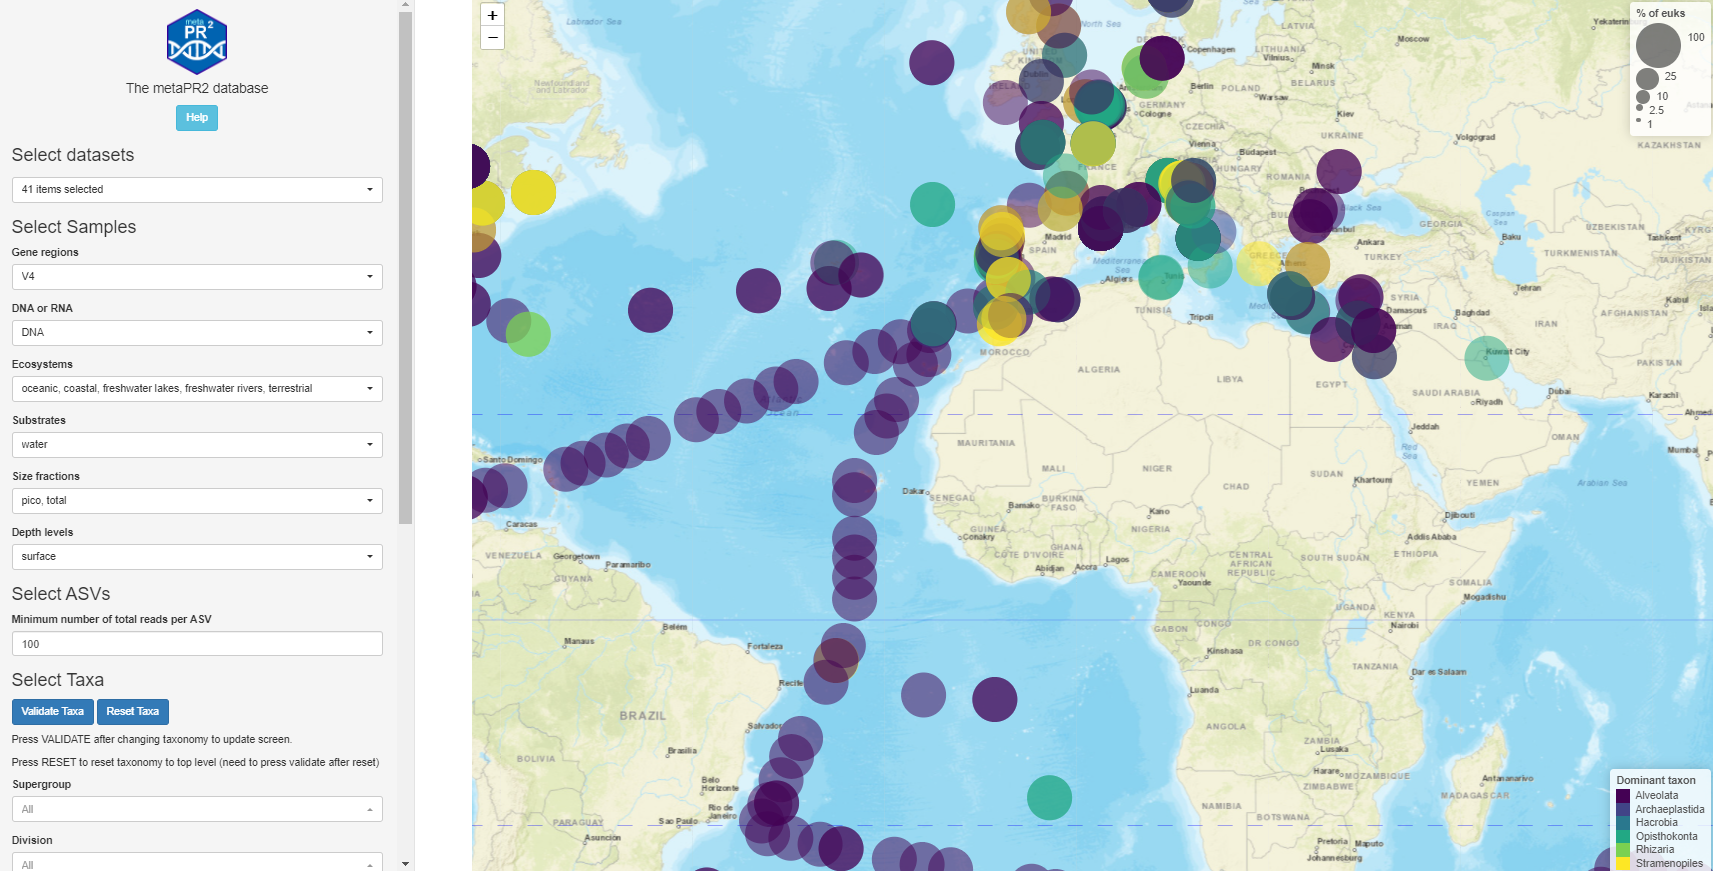 meta
PR2
The metaPR2 database
Help
Select datasets
41 items selected
Select Samples
Gene regions
V4
DNA or RNA
DNA
Ecosystems
oceanic, coastal, freshwater lakes, freshwater rivers, terrestrial
Substrates
water
Size fractions
pico, total
Depth levels
surface
Select ASVs
Minimum number of total reads per ASV
100
Select Taxa
Validate Taxa
Reset Taxa
Press VALIDATE after changing taxonomy to update screen.
Press RESET to reset taxonomy to top level (need to press validate after reset)
Supergroup
All
Division
All
+
−
Labrador Sea
Newfoundland
and Labrador
North Sea
UNITED
Dublin
IRELAND
Copenhagen
LATVIA
LITHUANIA
Vilnius
Moscow
Minsk
BELARUS
Berlin
POLAND
Warsaw
GERMANY
Cologne
Kiev
CZECHIA
UKRAINE
Volgograd
KAZAKHSTAN
Vienna
Budapest
HUNGARY
FRANCE
ROMANIA
Black Sea
Caspian
Sea
GEORGIA
UZBEKISTAN
Tashkent
Baku
TURKMENISTAN
TAJIKISTAN
Madrid
SPAIN
Ankara
TURKEY
GREECE
Mediterranean
Sea
Algiers
Tunis
TUNISIA
Tripoli
SYRIA
Damascus
Baghdad
IRAQ
Tehran
IRAN
Kabul
AFGHANISTAN
PAKISTAN
Kuwait City
MOROCCO
ALGERIA
LIBYA
EGYPT
SAUDI ARABIA
Riyadh
Dubai
Karachi
Jeddah
OMAN
Red
Sea
Mumbai
Ocean
MAURITANIA
MALI
NIGER
CHAD
SUDAN
Khartoum
YEMEN
Arabian Sea
Santo Domingo
Dakar
SENEGAL
Bamako
BURKINA
FASO
Kano
Djibouti
Caracas
GUINEA
Conakry
NIGERIA
Addis Ababa
CÔTE D'IVOIRE
GHANA
Abidjan
Accra
Lagos
CENTRAL
AFRICAN
REPUBLIC
SOUTH SUDAN
ETHIOPIA
VENEZUELA
Georgetown
Paramaribo
GUYANA
CAMEROON
Yaounde
SOMALIA
Mogadishu
UGANDA
KENYA
Nairobi
GABON
CONGO
DR CONGO
Kinshasa
Belém
Manaus
Fortaleza
TANZANIA
Dar es Salaam
Recife
Luanda
BRAZIL
Salvador
ANGOLA
ZAMBIA
Lusaka
Brasilia
BOLIVIA
Belo
Horizonte
Harare
MOZAMBIQUE
ZIMBABWE
Antananarivo
MADAGASCAR
Rio de
Janeiro
Sao Paulo
PARAGUAY
Asunción
NAMIBIA
BOTSWANA
Pretoria
Maputo
Johannesburg
% of euks
100
25
10
2.5
1
Dominant taxon
Alveolata
Archaeplastida
Hacrobia
Opisthokonta
Rhizaria
Stramenopiles